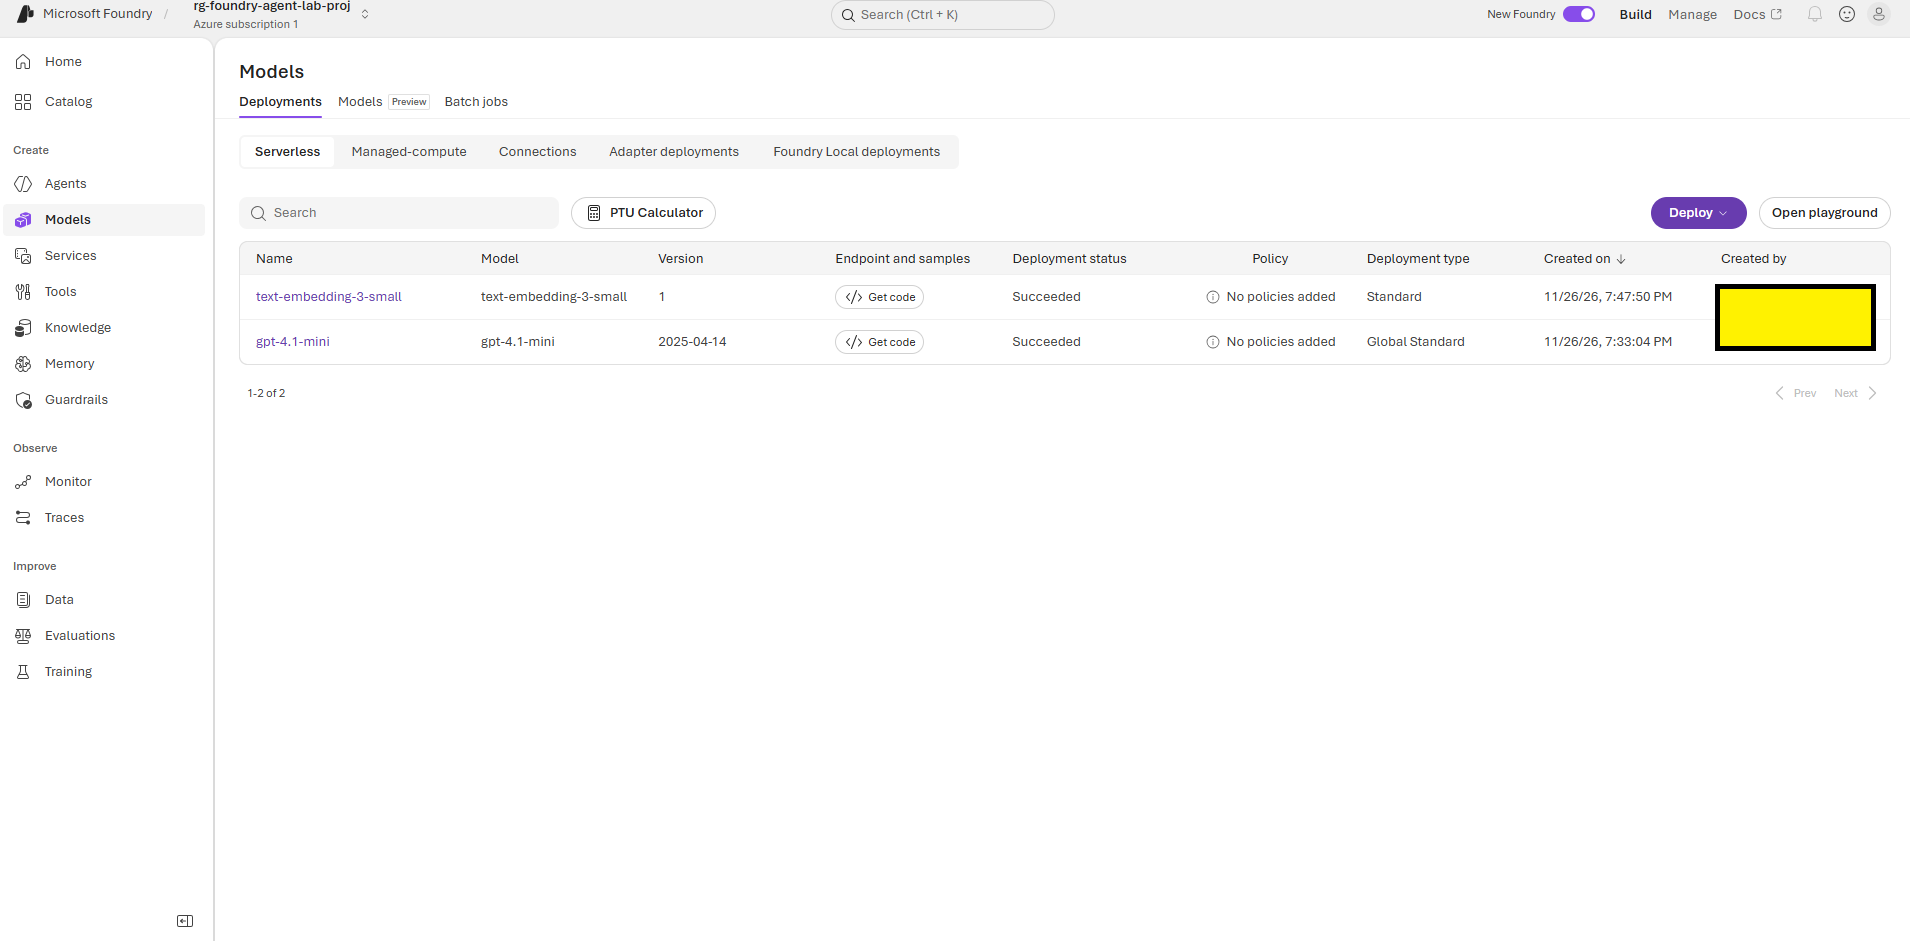 Microsoft Foundry /
rg-foundry-agent-lab-proj
Azure subscription 1
Search (Ctrl + K)
New Foundry
Build
Manage
Docs
Home
Catalog
Create
Agents
Models
Services
Tools
Knowledge
Memory
Guardrails
Observe
Monitor
Traces
Improve
Data
Evaluations
Training
Models
Deployments Models Preview Batch jobs
Serverless Managed-compute Connections Adapter deployments Foundry Local deployments
Search PTU Calculator Deploy Open playground
Name Model Version Endpoint and samples Deployment status Policy Deployment type Created on Created by
text-embedding-3-small text-embedding-3-small 1 Get code Succeeded No policies added Standard 11/26/26, 7:47:50 PM
gpt-4.1-mini gpt-4.1-mini 2025-04-14 Get code Succeeded No policies added Global Standard 11/26/26, 7:33:04 PM
1-2 of 2 Prev Next